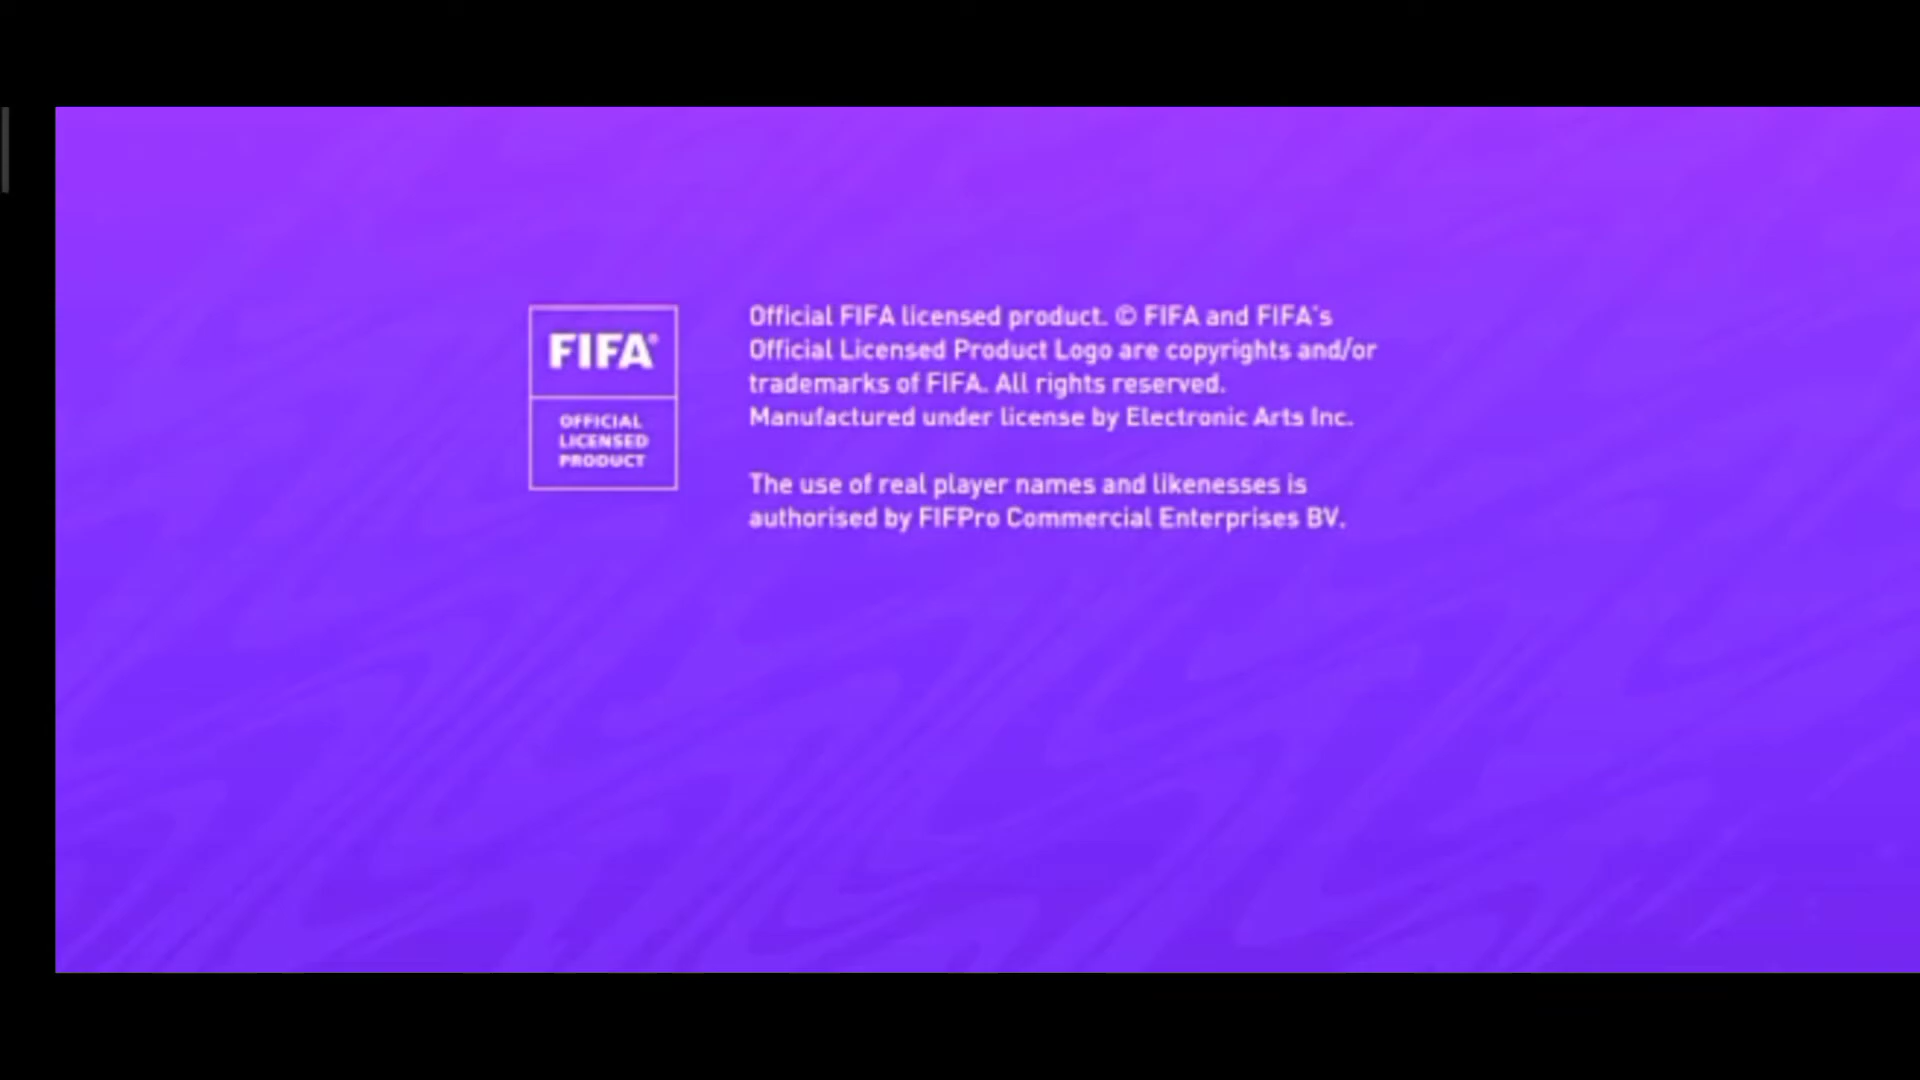 FIFA®
OFFICIAL
LICENSED
PRODUCT
Official FIFA licensed product. © FIFA and FIFA's
Official Licensed Product Logo are copyrights and/or
trademarks of FIFA. All rights reserved.
Manufactured under license by Electronic Arts Inc.
The use of real player names and likenesses is
authorised by FIFPro Commercial Enterprises BV.